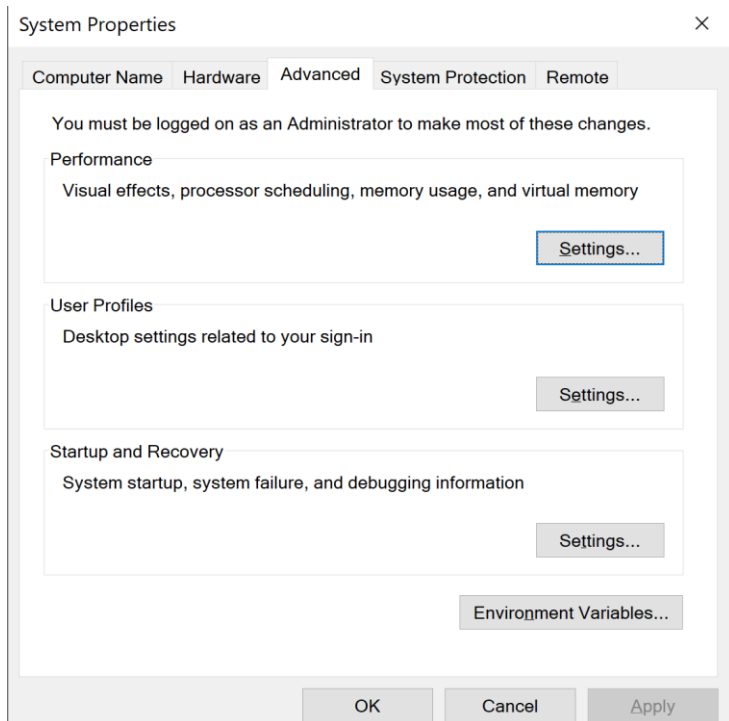 System Properties
Computer Name Hardware Advanced System Protection Remote
You must be logged on as an Administrator to make most of these changes.
Performance
Visual effects, processor scheduling, memory usage, and virtual memory
Settings...
User Profiles
Desktop settings related to your sign-in
Settings...
Startup and Recovery
System startup, system failure, and debugging information
Settings...
Environment Variables...
OK Cancel Apply